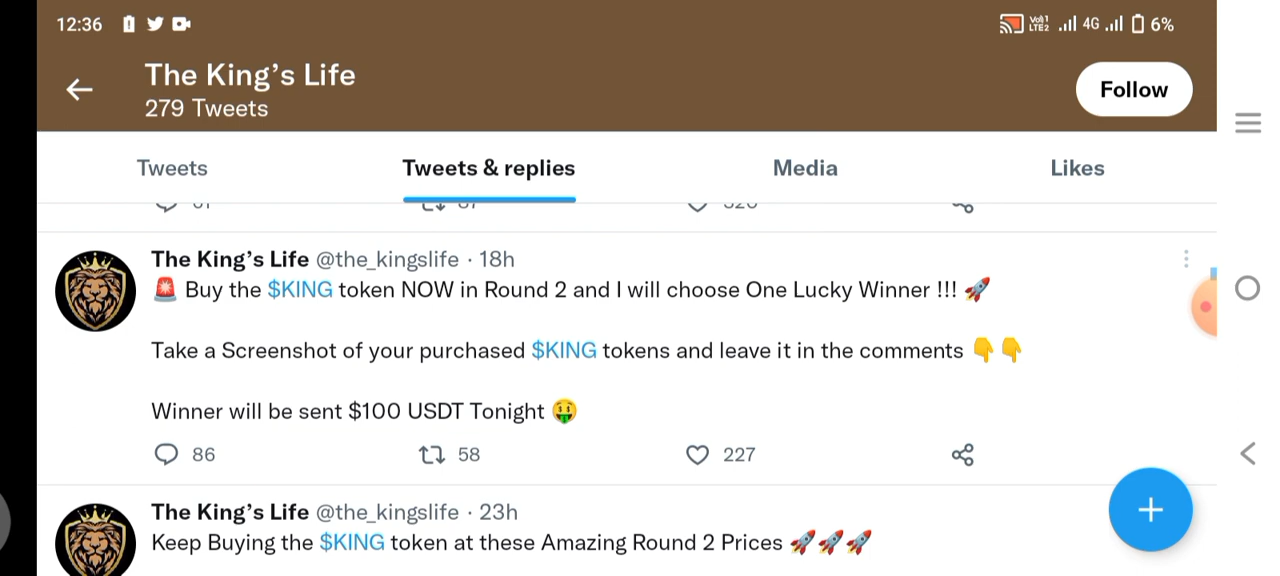 12:36
Vo) 1
LTE2
4G
6%
The King’s Life
279 Tweets
Follow
Tweets
Tweets & replies
Media
Likes
The King’s Life @the_kingslife · 18h
🚨 Buy the $KING token NOW in Round 2 and I will choose One Lucky Winner !!! 🚀
Take a Screenshot of your purchased $KING tokens and leave it in the comments 👇👇
Winner will be sent $100 USDT Tonight 🤑
86
58
227
The King’s Life @the_kingslife · 23h
Keep Buying the $KING token at these Amazing Round 2 Prices 🚀🚀🚀